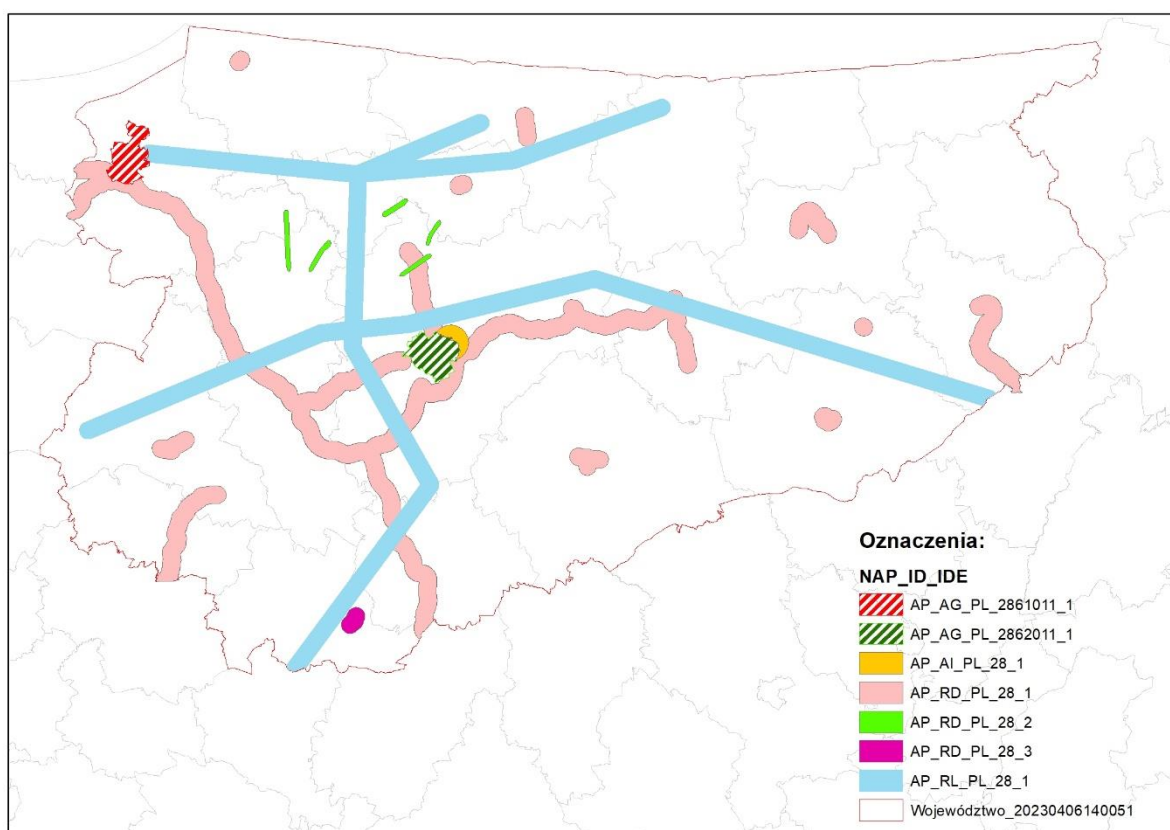 Oznaczenia:
NAP_ID_IDE
AP_AG_PL_2861011_1
AP_AG_PL_2862011_1
AP_AI_PL_28_1
AP_RD_PL_28_1
AP_RD_PL_28_2
AP_RD_PL_28_3
AP_RL_PL_28_1
Województwo_20230406140051